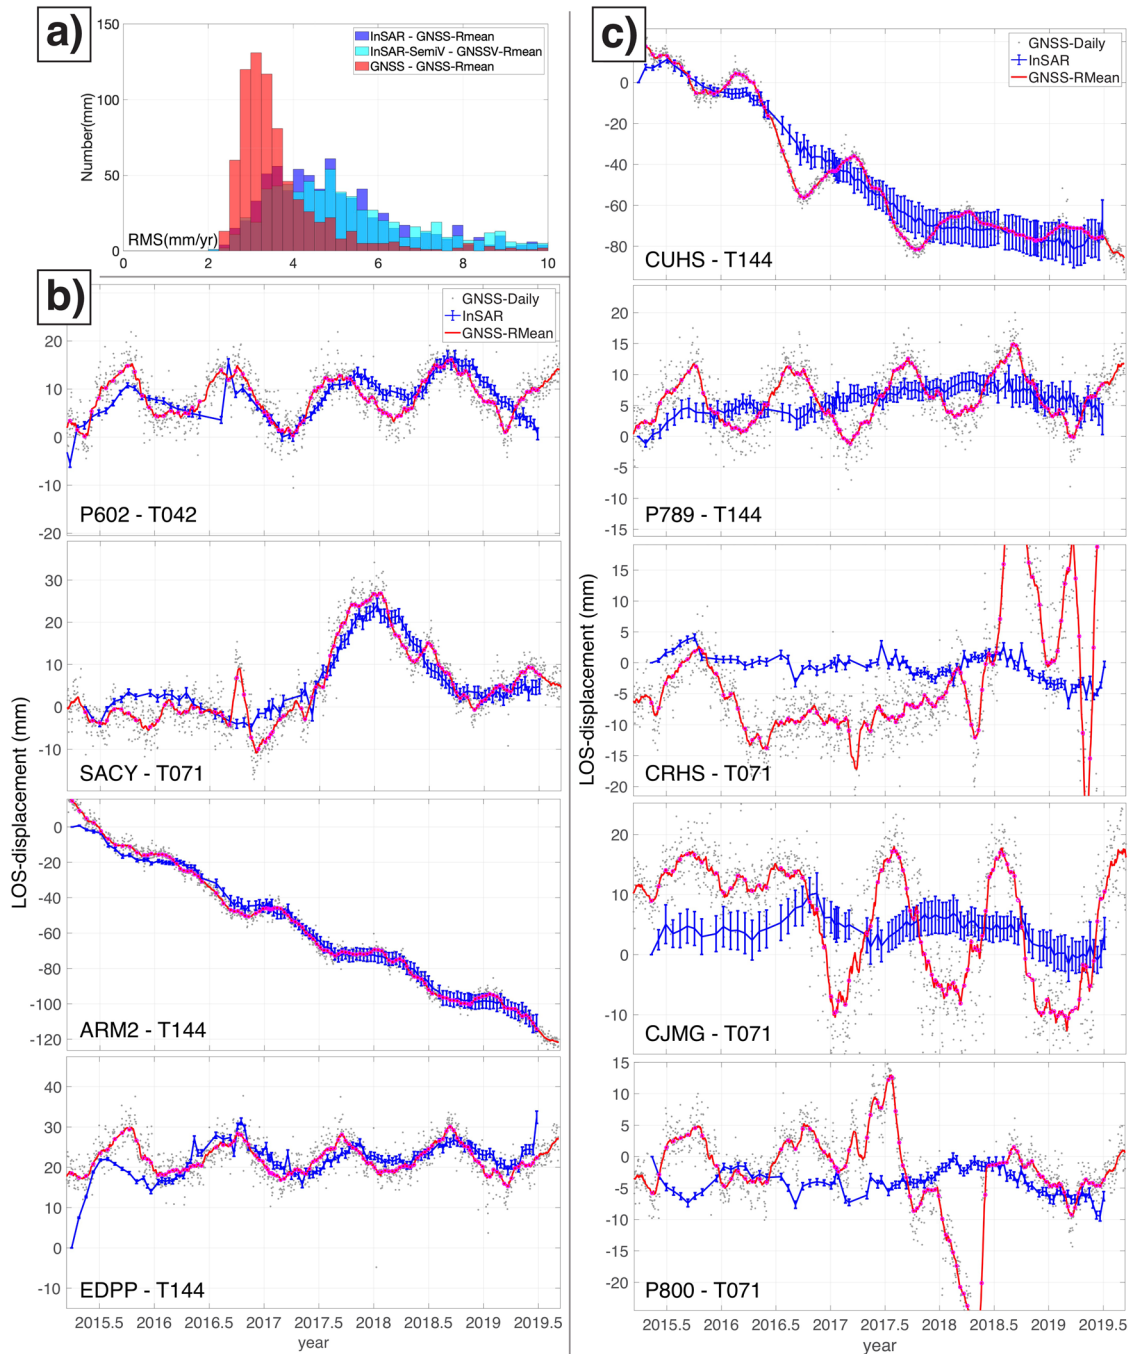 a)
150
100
50
0
Number(mm)
InSAR - GNSS-Rmean
InSAR-SemiV - GNSSV-Rmean
GNSS - GNSS-Rmean
RMS(mm/yr)
0 2 4 6 8 10
b)
GNSS-Daily
InSAR
GNSS-RMean
20
10
0
-10
-20
P602 - T042
30
20
10
0
-10
SACY - T071
LOS-displacement (mm)
0
-20
-40
-60
-80
-100
-120
ARM2 - T144
40
30
20
10
0
-10
EDPP - T144
2015.5 2016 2016.5 2017 2017.5 2018 2018.5 2019 2019.5
year
c)
GNSS-Daily
InSAR
GNSS-RMean
0
-20
-40
-60
-80
CUHS - T144
20
15
10
5
0
-5
-10
-15
P789 - T144
LOS-displacement (mm)
15
10
5
0
-5
-10
-15
-20
CRHS - T071
20
10
0
-10
CJMG - T071
15
10
5
0
-5
-10
-15
-20
P800 - T071
2015.5 2016 2016.5 2017 2017.5 2018 2018.5 2019 2019.5
year